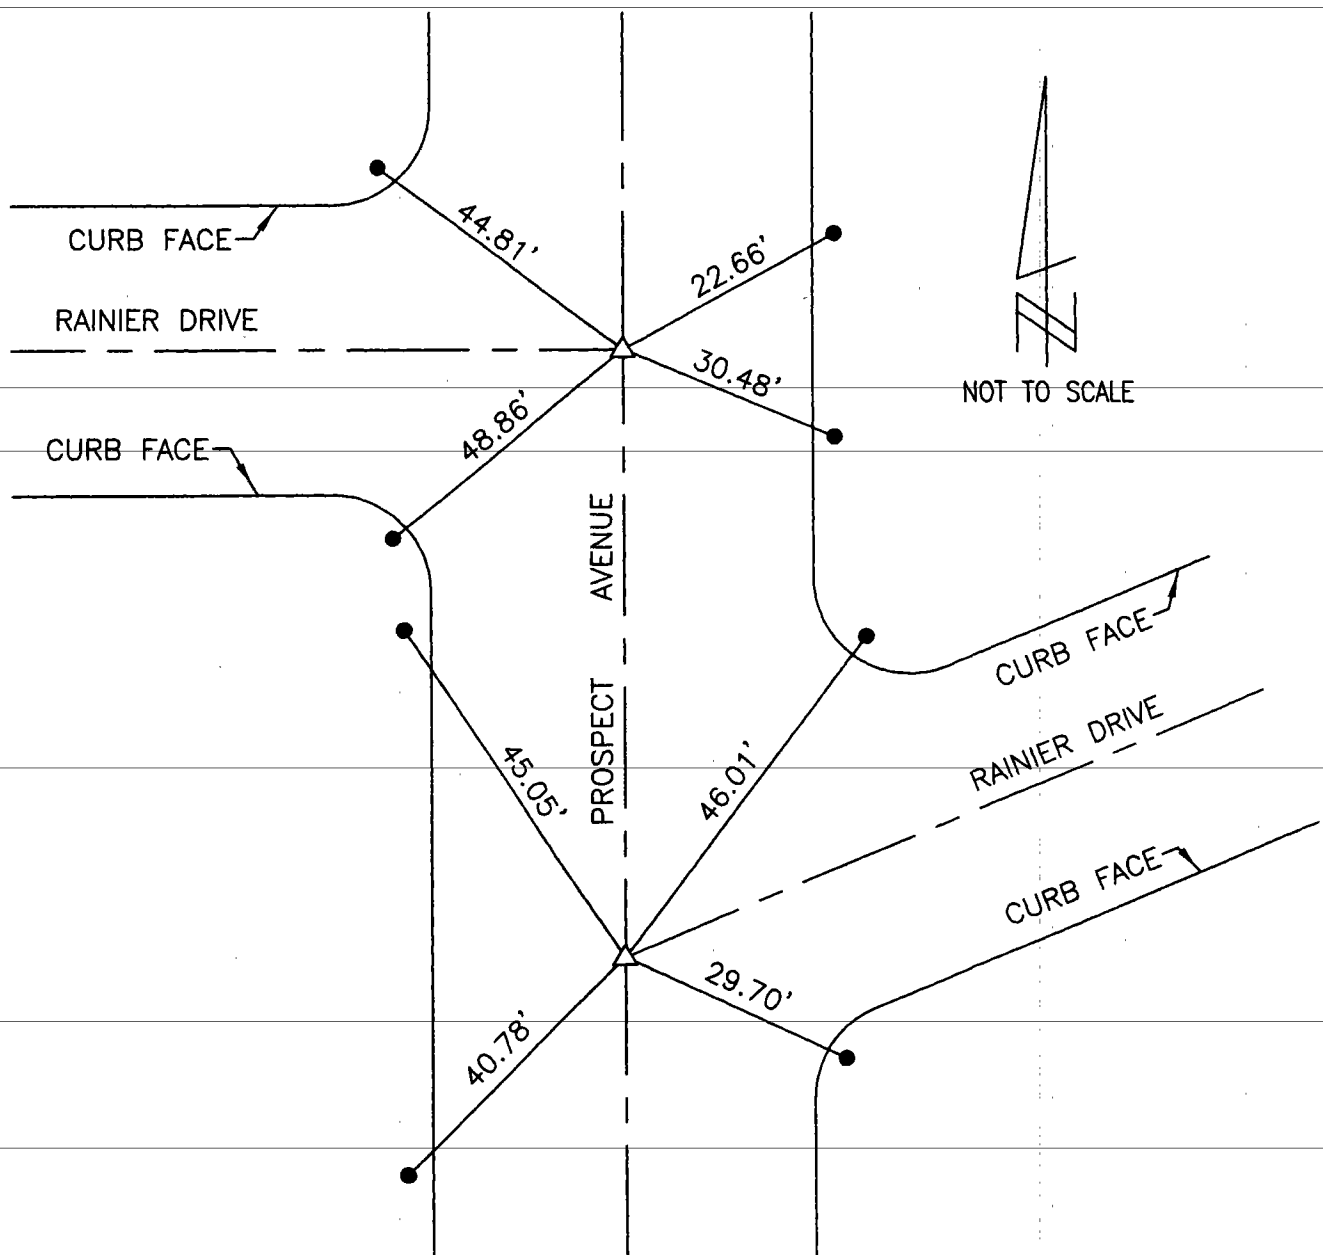 44.81'
CURB FACE
22.66'
RAINIER DRIVE
30.48'
NOT TO SCALE
48.86'
CURB FACE
PROSPECT AVENUE
CURB FACE
RAINIER DRIVE
45.05'
46.01'
CURB FACE
29.70'
40.78'
N